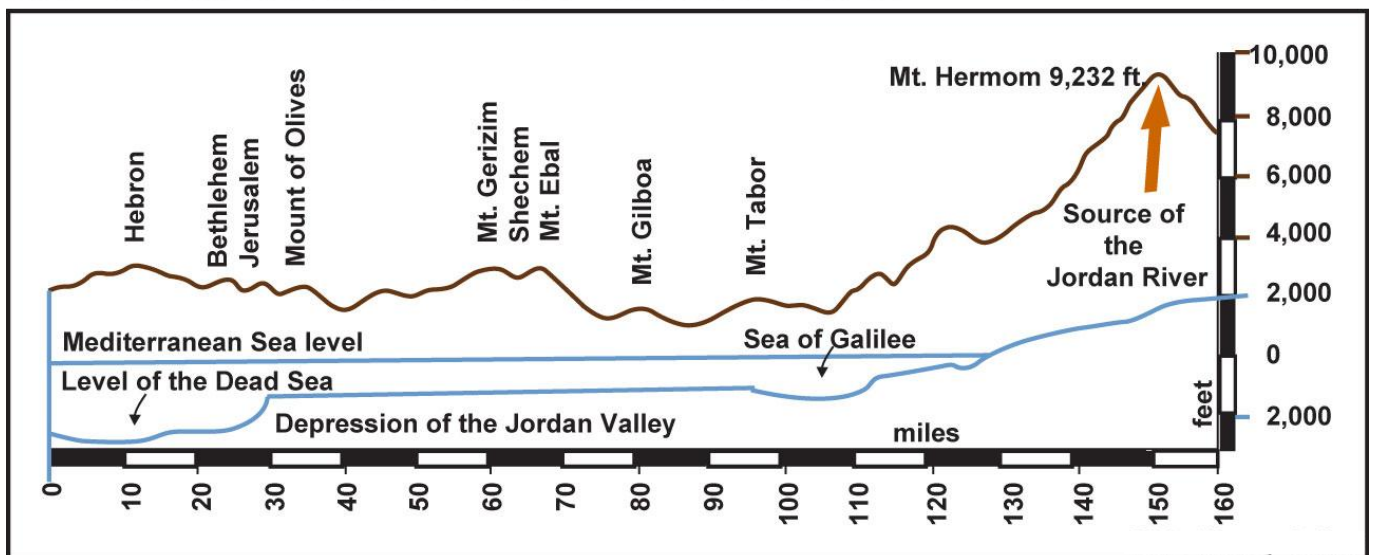 10,000
Mt. Hermom 9,232 ft.
8,000
6,000
4,000
2,000
0
2,000
feet
Hebron
Bethlehem
Jerusalem
Mount of Olives
Mt. Gerizim
Shechem
Mt. Ebal
Mt. Gilboa
Mt. Tabor
Source of
the
Jordan River
Mediterranean Sea level
Sea of Galilee
Level of the Dead Sea
Depression of the Jordan Valley
miles
0 10 20 30 40 50 60 70 80 90 100 110 120 130 140 150 160